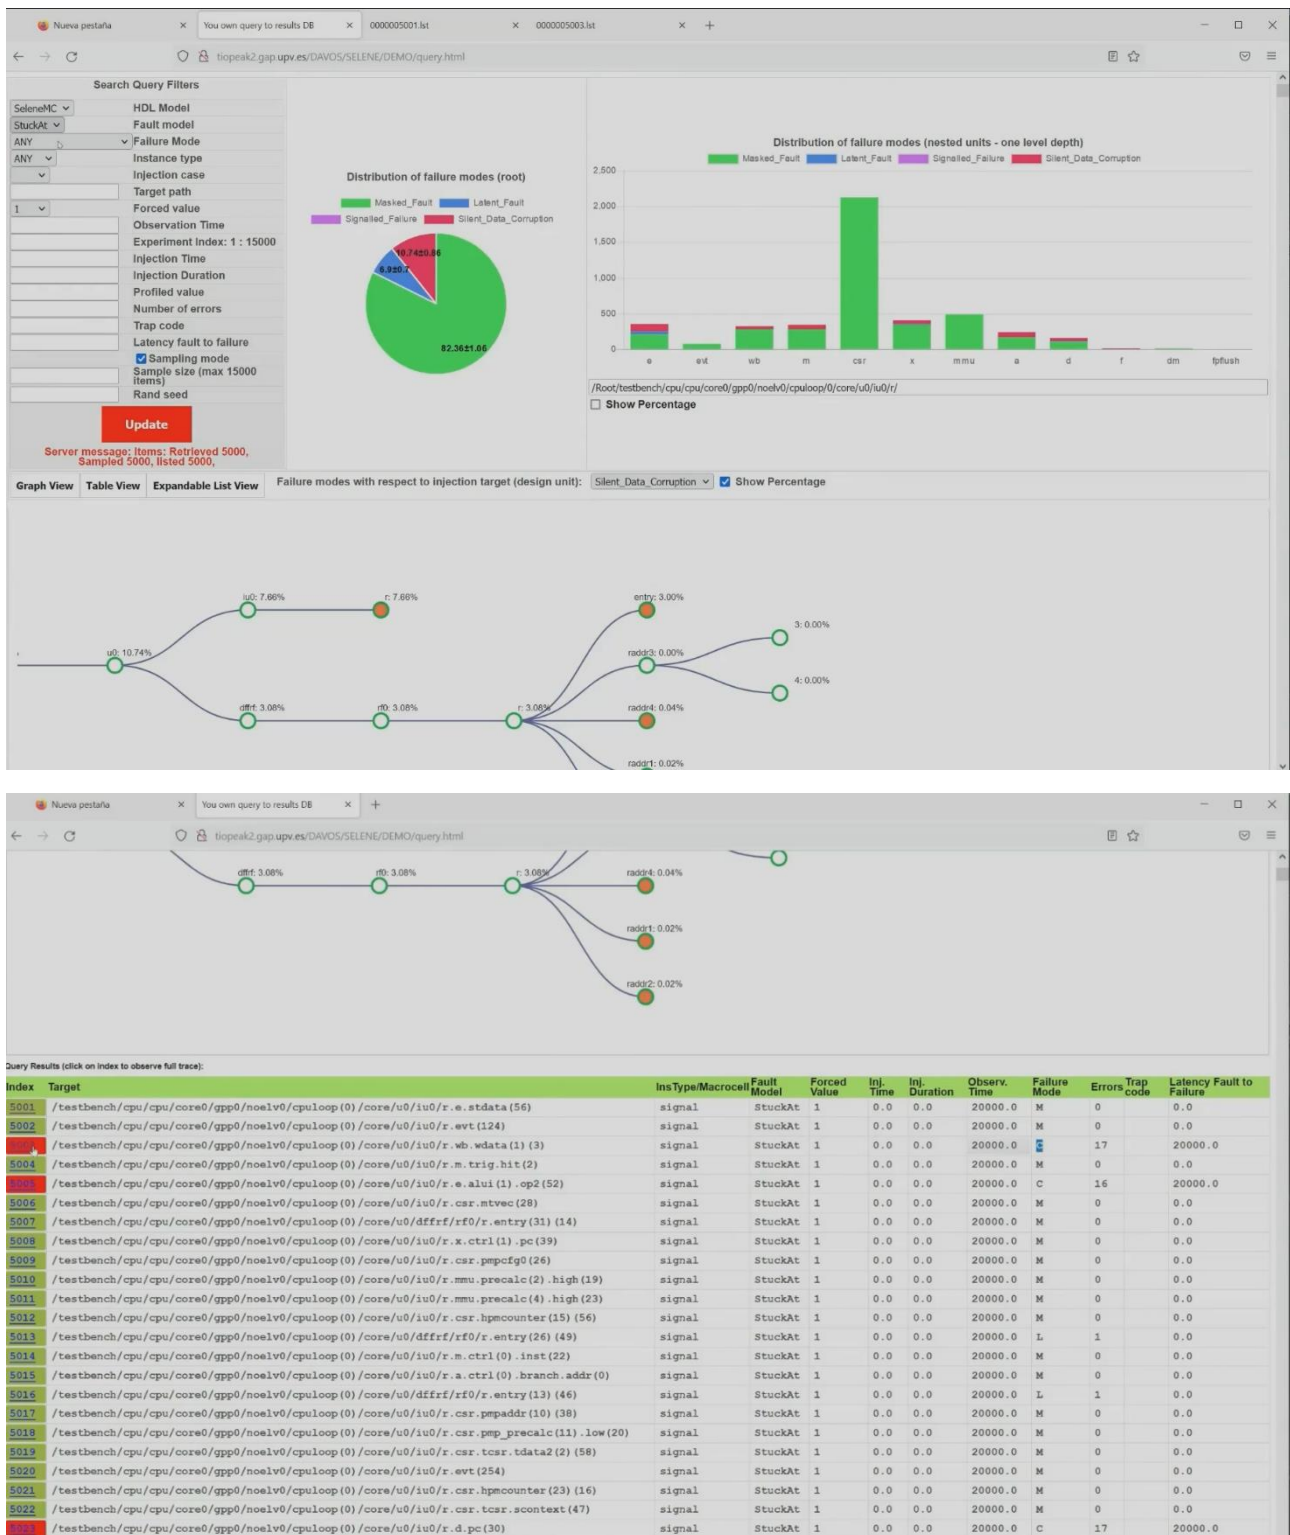 Nueva pestaña × You own query to results DB × 0000005001.lst × 0000005003.lst × +
tiopeak2.gap.upv.es/DAVOS/SELENE/DEMO/query.html
Search Query Filters
SeleneMC HDL Model
StuckAt Fault model
ANY Failure Mode
ANY Instance type
Injection case
Target path
1 Forced value
Observation Time
Experiment Index: 1 : 15000
Injection Time
Injection Duration
Profiled value
Number of errors
Trap code
Latency fault to failure
Sampling mode
Sample size (max 15000 items)
Rand seed
Update
Server message: Items: Retrieved 5000,
Sampled 5000, listed 5000,
Distribution of failure modes (root)
Masked_Fault Latent_Fault
Signalled_Failure Silent_Data_Corruption
10.74±0.86
6.9±0.7
82.36±1.06
Distribution of failure modes (nested units - one level depth)
Masked_Fault Latent_Fault Signalled_Failure Silent_Data_Corruption
2,500
2,000
1,500
1,000
500
0
e evt wb m csr x mmu a d f dm fpflush
/Root/testbench/cpu/cpu/core0/gpp0/noelv0/cpuloop/0/core/u0/iu0/r/
Show Percentage
Graph View Table View Expandable List View Failure modes with respect to injection target (design unit): Silent_Data_Corruption Show Percentage
iu0: 7.66% r: 7.66% entry: 3.00%
3: 0.00%
u0: 10.74% raddr3: 0.00%
4: 0.00%
dffrf: 3.08% rf0: 3.08% r: 3.08% raddr4: 0.04%
raddr1: 0.02%
Nueva pestaña × You own query to results DB × +
tiopeak2.gap.upv.es/DAVOS/SELENE/DEMO/query.html
dffrf: 3.08% rf0: 3.08% r: 3.08% raddr4: 0.04%
raddr1: 0.02%
raddr2: 0.02%
Query Results (click on Index to observe full trace):
Index Target InsType/Macrocell Fault Model Forced Value Inj. Time Inj. Duration Observ. Time Failure Mode Errors Trap code Latency Fault to Failure
5001 /testbench/cpu/cpu/core0/gpp0/noelv0/cpuloop(0)/core/u0/iu0/r.e.stdata(56) signal StuckAt 1 0.0 0.0 20000.0 M 0 0.0
5002 /testbench/cpu/cpu/core0/gpp0/noelv0/cpuloop(0)/core/u0/iu0/r.evt(124) signal StuckAt 1 0.0 0.0 20000.0 M 0 0.0
/testbench/cpu/cpu/core0/gpp0/noelv0/cpuloop(0)/core/u0/iu0/r.wb.wdata(1)(3) signal StuckAt 1 0.0 0.0 20000.0 C 17 20000.0
5004 /testbench/cpu/cpu/core0/gpp0/noelv0/cpuloop(0)/core/u0/iu0/r.m.trig.hit(2) signal StuckAt 1 0.0 0.0 20000.0 M 0 0.0
5005 /testbench/cpu/cpu/core0/gpp0/noelv0/cpuloop(0)/core/u0/iu0/r.e.alui(1).op2(52) signal StuckAt 1 0.0 0.0 20000.0 C 16 20000.0
5006 /testbench/cpu/cpu/core0/gpp0/noelv0/cpuloop(0)/core/u0/iu0/r.csr.mtvec(28) signal StuckAt 1 0.0 0.0 20000.0 M 0 0.0
5007 /testbench/cpu/cpu/core0/gpp0/noelv0/cpuloop(0)/core/u0/dffrf/rf0/r.entry(31)(14) signal StuckAt 1 0.0 0.0 20000.0 M 0 0.0
5008 /testbench/cpu/cpu/core0/gpp0/noelv0/cpuloop(0)/core/u0/iu0/r.x.ctrl(1).pc(39) signal StuckAt 1 0.0 0.0 20000.0 M 0 0.0
5009 /testbench/cpu/cpu/core0/gpp0/noelv0/cpuloop(0)/core/u0/iu0/r.csr.pmpcfg0(26) signal StuckAt 1 0.0 0.0 20000.0 M 0 0.0
5010 /testbench/cpu/cpu/core0/gpp0/noelv0/cpuloop(0)/core/u0/iu0/r.mmu.precalc(2).high(19) signal StuckAt 1 0.0 0.0 20000.0 M 0 0.0
5011 /testbench/cpu/cpu/core0/gpp0/noelv0/cpuloop(0)/core/u0/iu0/r.mmu.precalc(4).high(23) signal StuckAt 1 0.0 0.0 20000.0 M 0 0.0
5012 /testbench/cpu/cpu/core0/gpp0/noelv0/cpuloop(0)/core/u0/iu0/r.csr.hpmcounter(15)(56) signal StuckAt 1 0.0 0.0 20000.0 M 0 0.0
5013 /testbench/cpu/cpu/core0/gpp0/noelv0/cpuloop(0)/core/u0/dffrf/rf0/r.entry(26)(49) signal StuckAt 1 0.0 0.0 20000.0 L 1 0.0
5014 /testbench/cpu/cpu/core0/gpp0/noelv0/cpuloop(0)/core/u0/iu0/r.m.ctrl(0).inst(22) signal StuckAt 1 0.0 0.0 20000.0 M 0 0.0
5015 /testbench/cpu/cpu/core0/gpp0/noelv0/cpuloop(0)/core/u0/iu0/r.a.ctrl(0).branch.addr(0) signal StuckAt 1 0.0 0.0 20000.0 M 0 0.0
5016 /testbench/cpu/cpu/core0/gpp0/noelv0/cpuloop(0)/core/u0/dffrf/rf0/r.entry(13)(46) signal StuckAt 1 0.0 0.0 20000.0 L 1 0.0
5017 /testbench/cpu/cpu/core0/gpp0/noelv0/cpuloop(0)/core/u0/iu0/r.csr.pmpaddr(10)(38) signal StuckAt 1 0.0 0.0 20000.0 M 0 0.0
5018 /testbench/cpu/cpu/core0/gpp0/noelv0/cpuloop(0)/core/u0/iu0/r.csr.pmp_precalc(11).low(20) signal StuckAt 1 0.0 0.0 20000.0 M 0 0.0
5019 /testbench/cpu/cpu/core0/gpp0/noelv0/cpuloop(0)/core/u0/iu0/r.csr.tcsr.tdata2(2)(58) signal StuckAt 1 0.0 0.0 20000.0 M 0 0.0
5020 /testbench/cpu/cpu/core0/gpp0/noelv0/cpuloop(0)/core/u0/iu0/r.evt(254) signal StuckAt 1 0.0 0.0 20000.0 M 0 0.0
5021 /testbench/cpu/cpu/core0/gpp0/noelv0/cpuloop(0)/core/u0/iu0/r.csr.hpmcounter(23)(16) signal StuckAt 1 0.0 0.0 20000.0 M 0 0.0
5022 /testbench/cpu/cpu/core0/gpp0/noelv0/cpuloop(0)/core/u0/iu0/r.csr.tcsr.scontext(47) signal StuckAt 1 0.0 0.0 20000.0 M 0 0.0
5023 /testbench/cpu/cpu/core0/gpp0/noelv0/cpuloop(0)/core/u0/iu0/r.d.pc(30) signal StuckAt 1 0.0 0.0 20000.0 C 17 20000.0